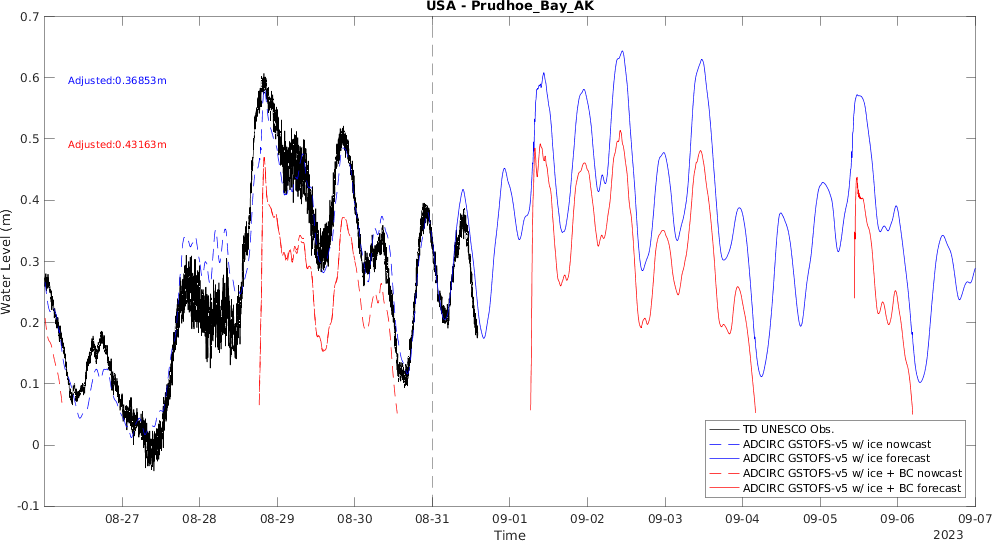 USA - Prudhoe_Bay_AK
0.7
0.6
0.5
0.4
0.3
0.2
0.1
0
-0.1
Water Level (m)
Adjusted:0.36853m
Adjusted:0.43163m
TD UNESCO Obs.
ADCIRC GSTOFS-v5 w/ ice nowcast
ADCIRC GSTOFS-v5 w/ ice forecast
ADCIRC GSTOFS-v5 w/ ice + BC nowcast
ADCIRC GSTOFS-v5 w/ ice + BC forecast
08-27 08-28 08-29 08-30 08-31 09-01 09-02 09-03 09-04 09-05 09-06 09-07
Time
2023